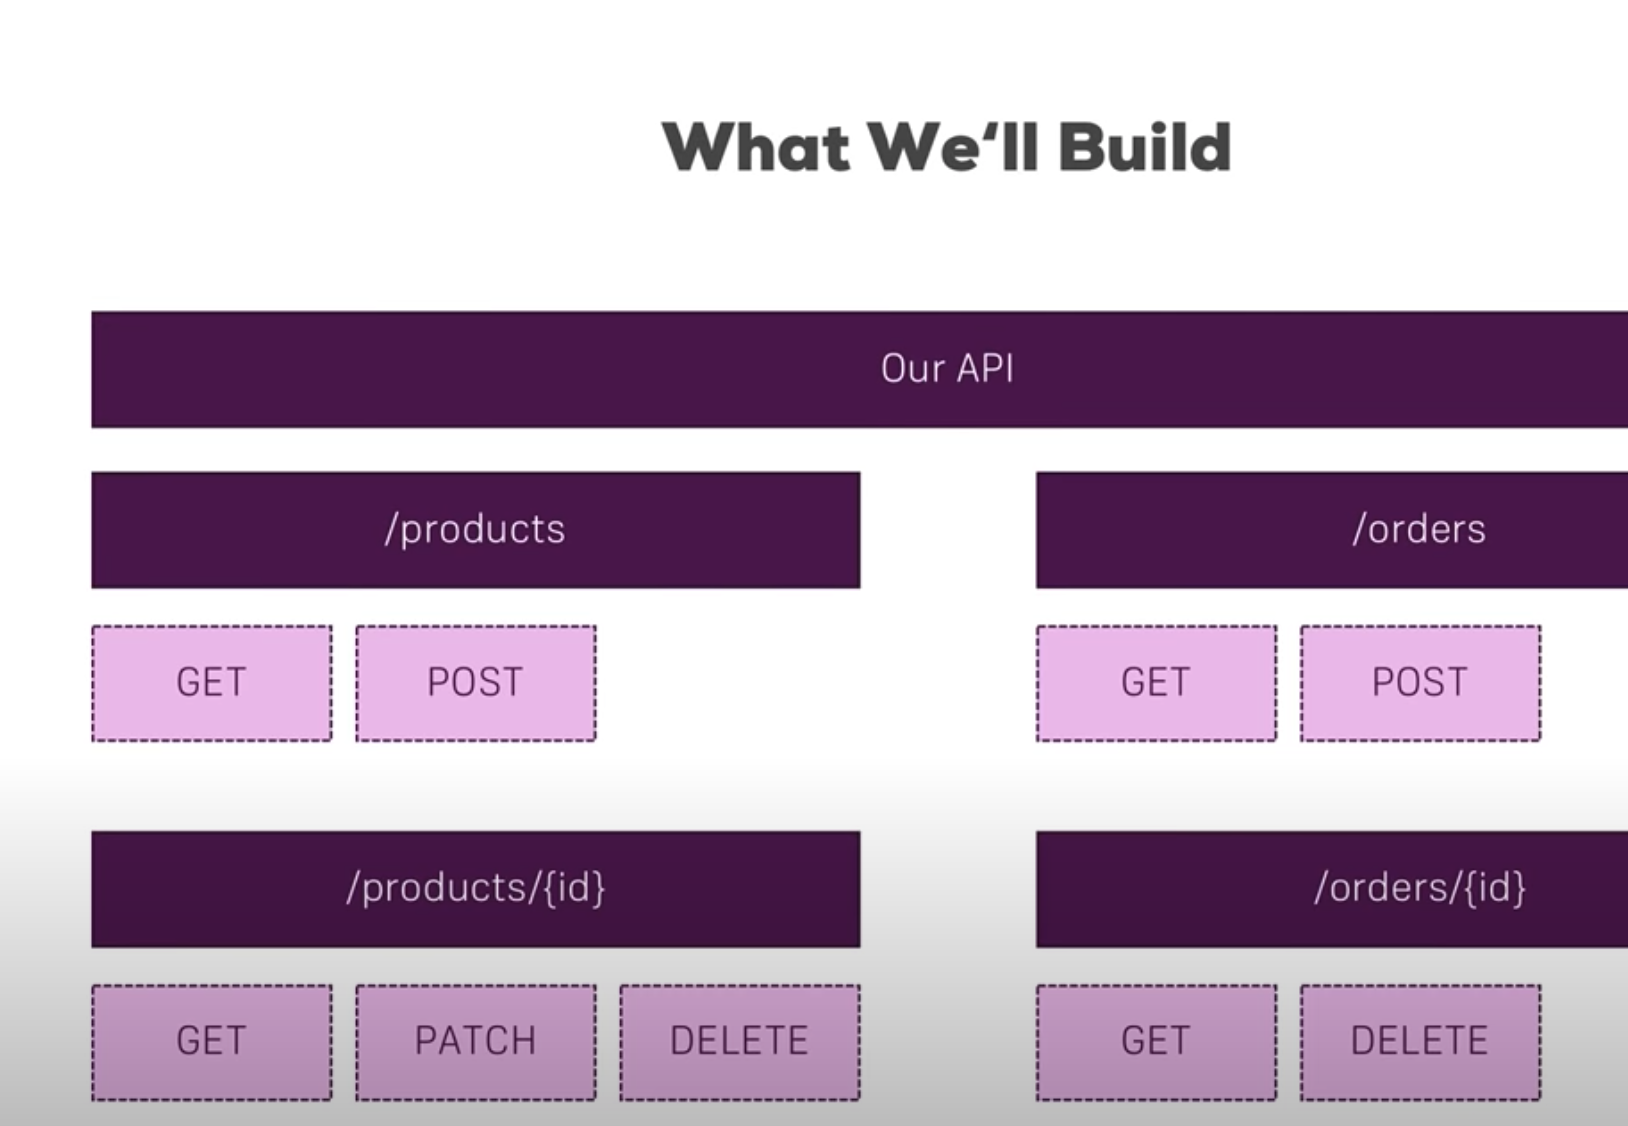 What We‘ll Build
Our API
/products
/orders
GET POST
GET POST
/products/{id}
/orders/{id}
GET PATCH DELETE
GET DELETE